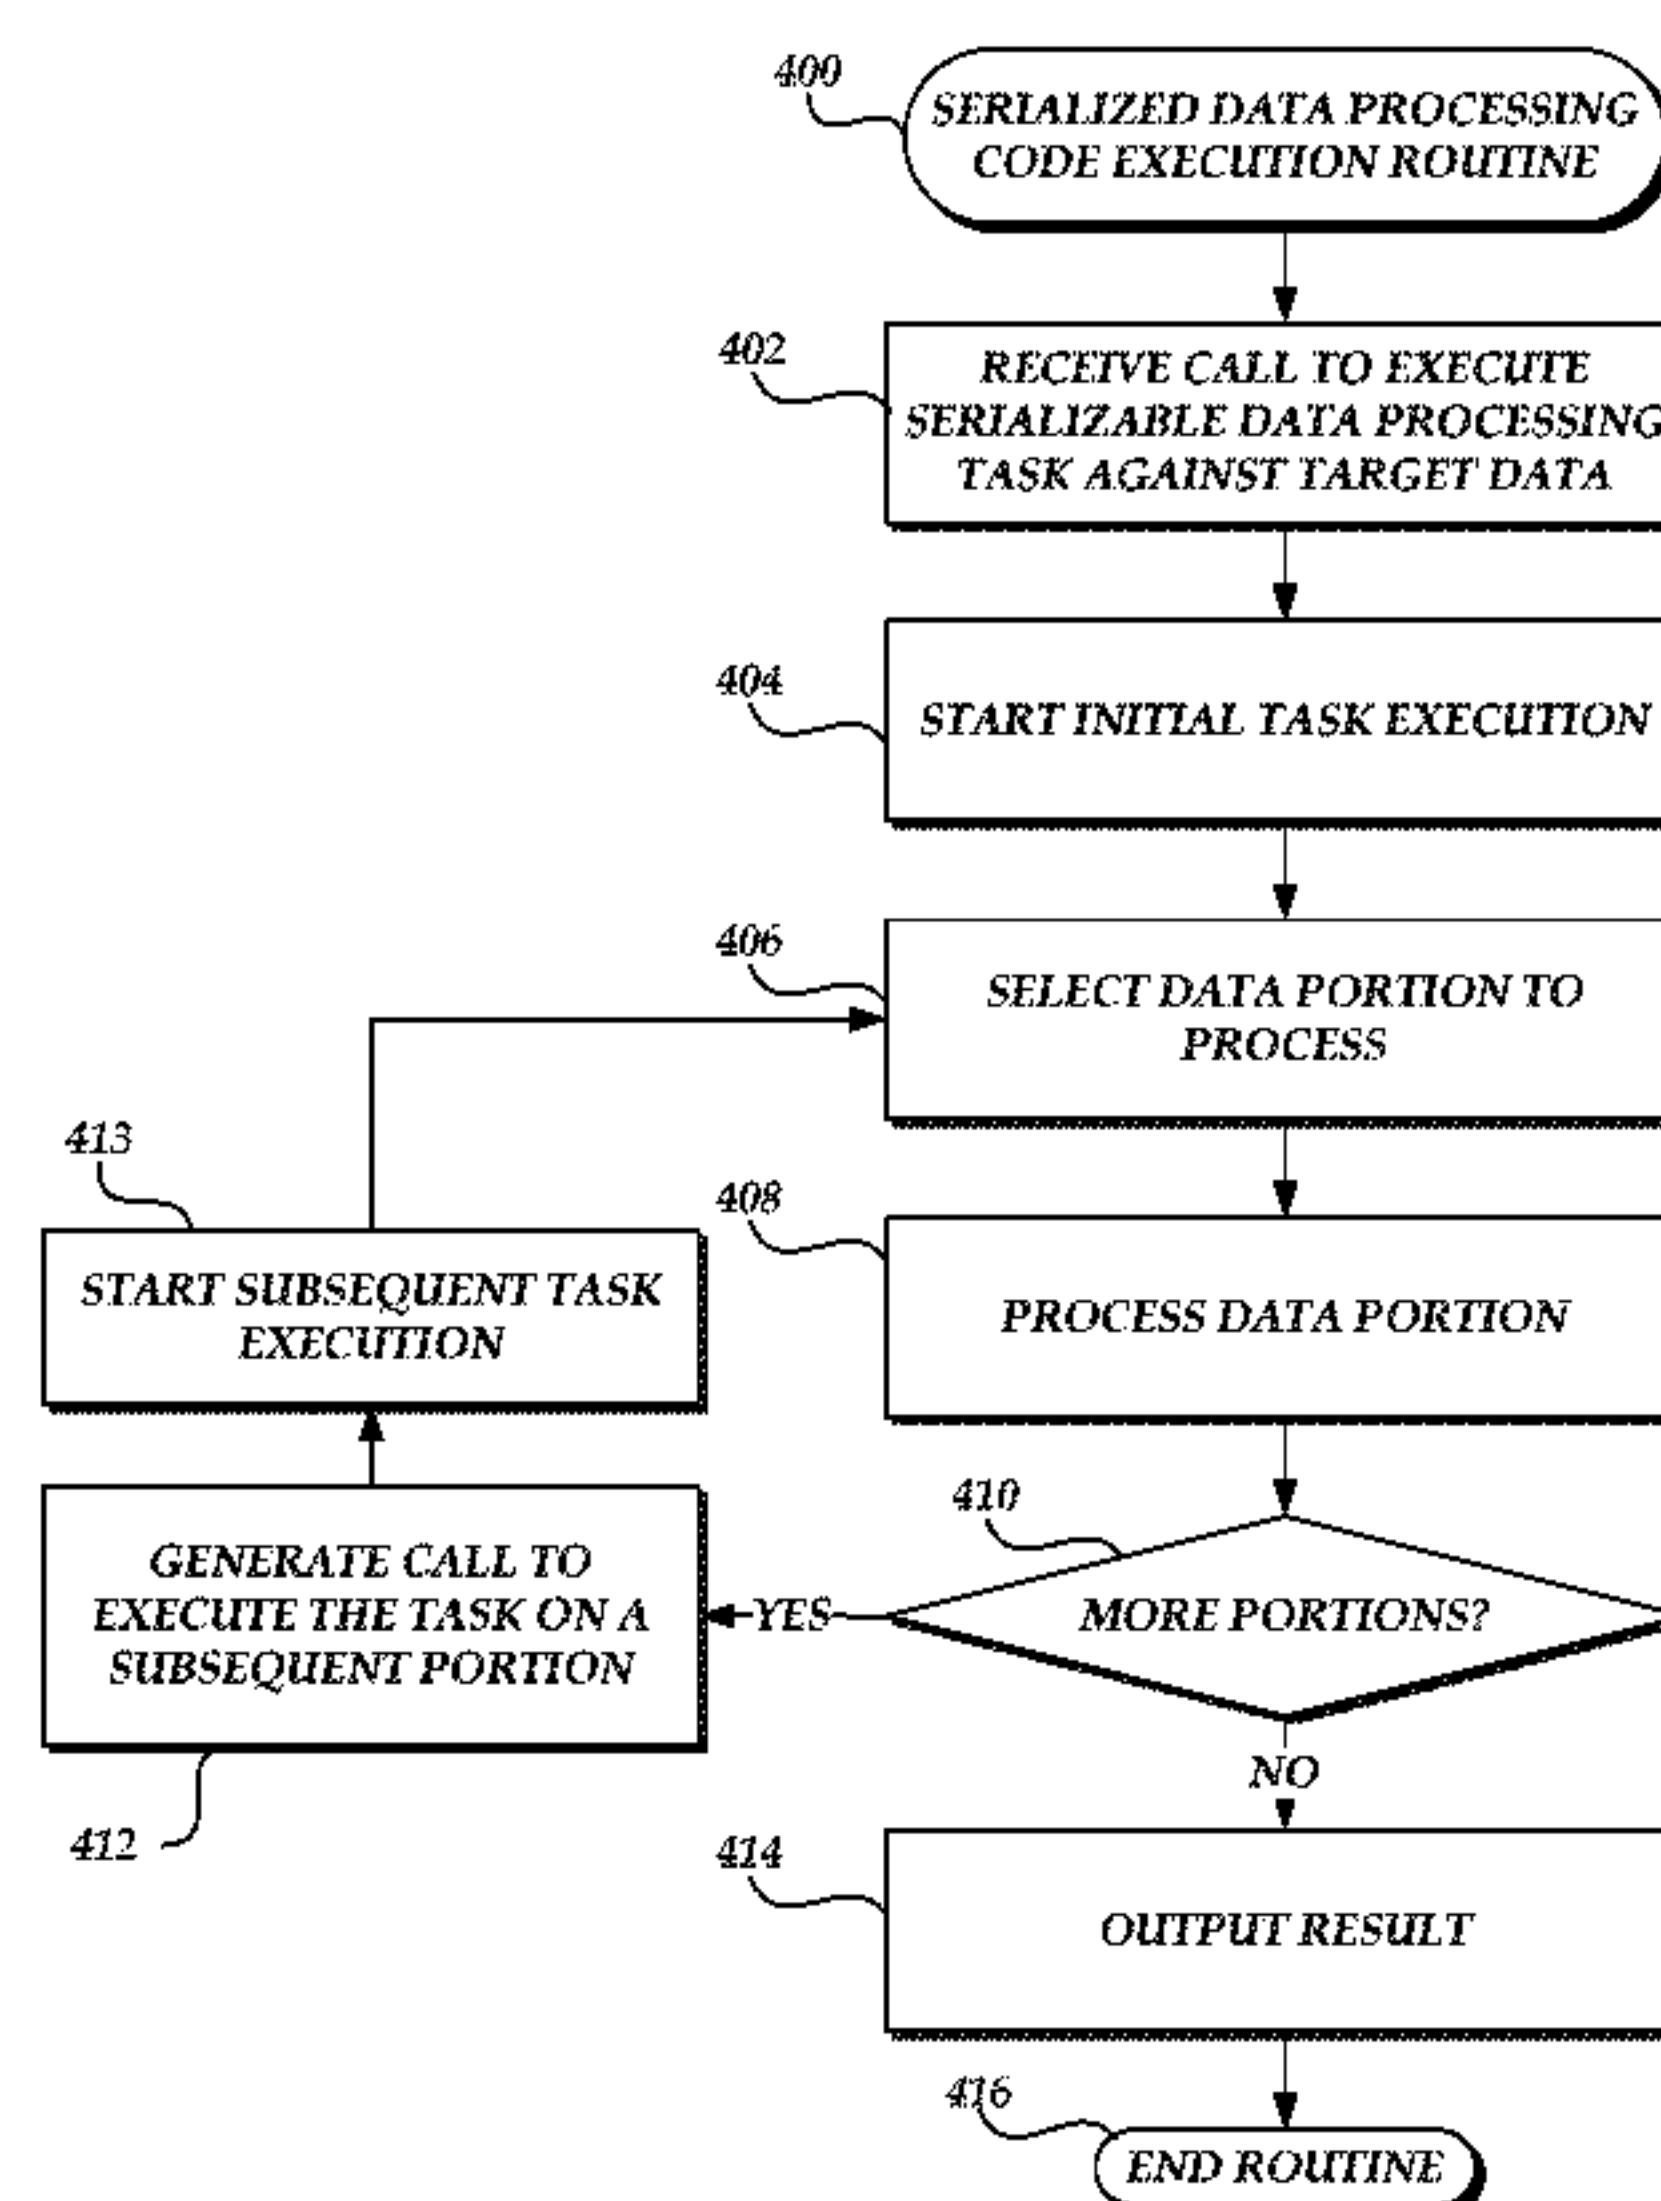 400
SERIALIZED DATA PROCESSING
CODE EXECUTION ROUTINE
402
RECEIVE CALL TO EXECUTE
SERIALIZABLE DATA PROCESSING
TASK AGAINST TARGET DATA
404
START INITIAL TASK EXECUTION
406
SELECT DATA PORTION TO
PROCESS
413
START SUBSEQUENT TASK
EXECUTION
408
PROCESS DATA PORTION
410
MORE PORTIONS?
YES
GENERATE CALL TO
EXECUTE THE TASK ON A
SUBSEQUENT PORTION
412
NO
414
OUTPUT RESULT
416
END ROUTINE